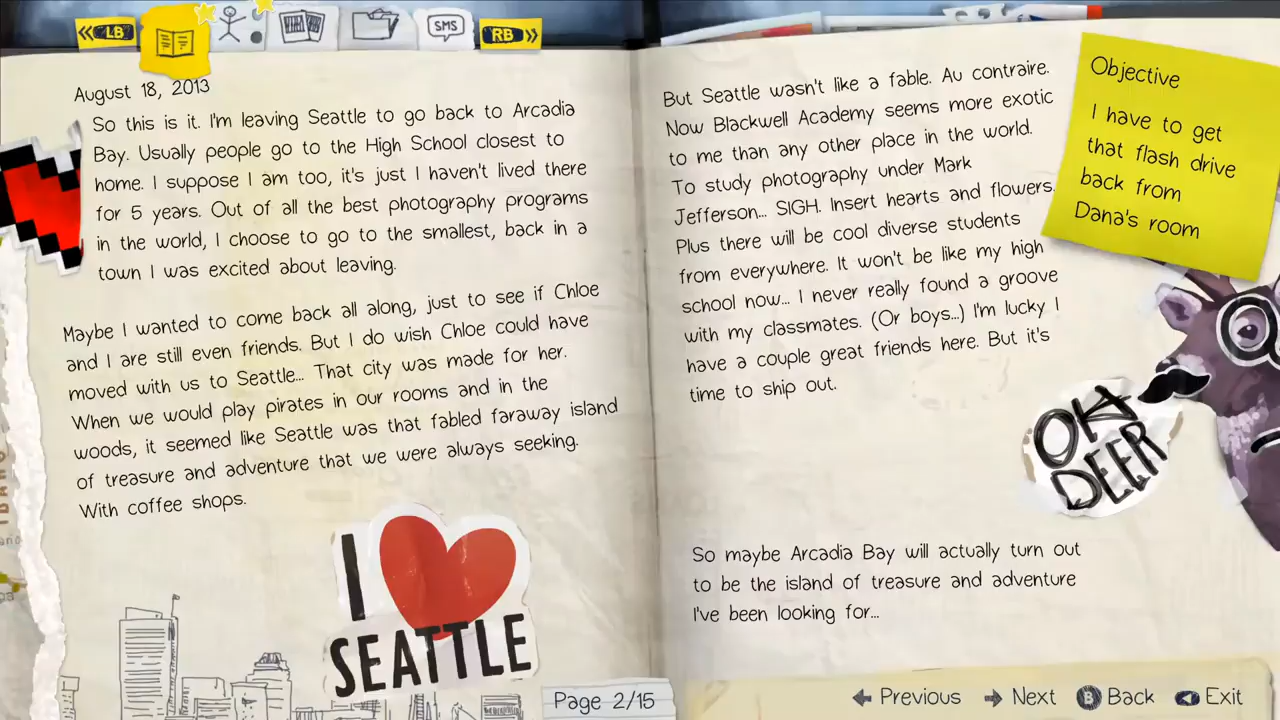 LB
SMS
RB
August 18, 2013
So this is it. I'm leaving Seattle to go back to Arcadia
Bay. Usually people go to the High School closest to
home. I suppose I am too, it's just I haven't lived there
for 5 years. Out of all the best photography programs
in the world, I choose to go to the smallest, back in a
town I was excited about leaving.
Maybe I wanted to come back all along, just to see if Chloe
and I are still even friends. But I do wish Chloe could have
moved with us to Seattle... That city was made for her.
When we would play pirates in our rooms and in the
woods, it seemed like Seattle was that fabled faraway island
of treasure and adventure that we were always seeking.
With coffee shops.
I
SEATTLE
But Seattle wasn't like a fable. Au contraire.
Now Blackwell Academy seems more exotic
to me than any other place in the world.
To study photography under Mark
Jefferson... SIGH. Insert hearts and flowers.
Plus there will be cool diverse students
from everywhere. It won't be like my high
school now... I never really found a groove
with my classmates. (Or boys...) I'm lucky I
have a couple great friends here. But it's
time to ship out.
So maybe Arcadia Bay will actually turn out
to be the island of treasure and adventure
I've been looking for...
Objective
I have to get
that flash drive
back from
Dana's room
OH
DEER
Page 2/15
Previous
Next
B Back
Exit